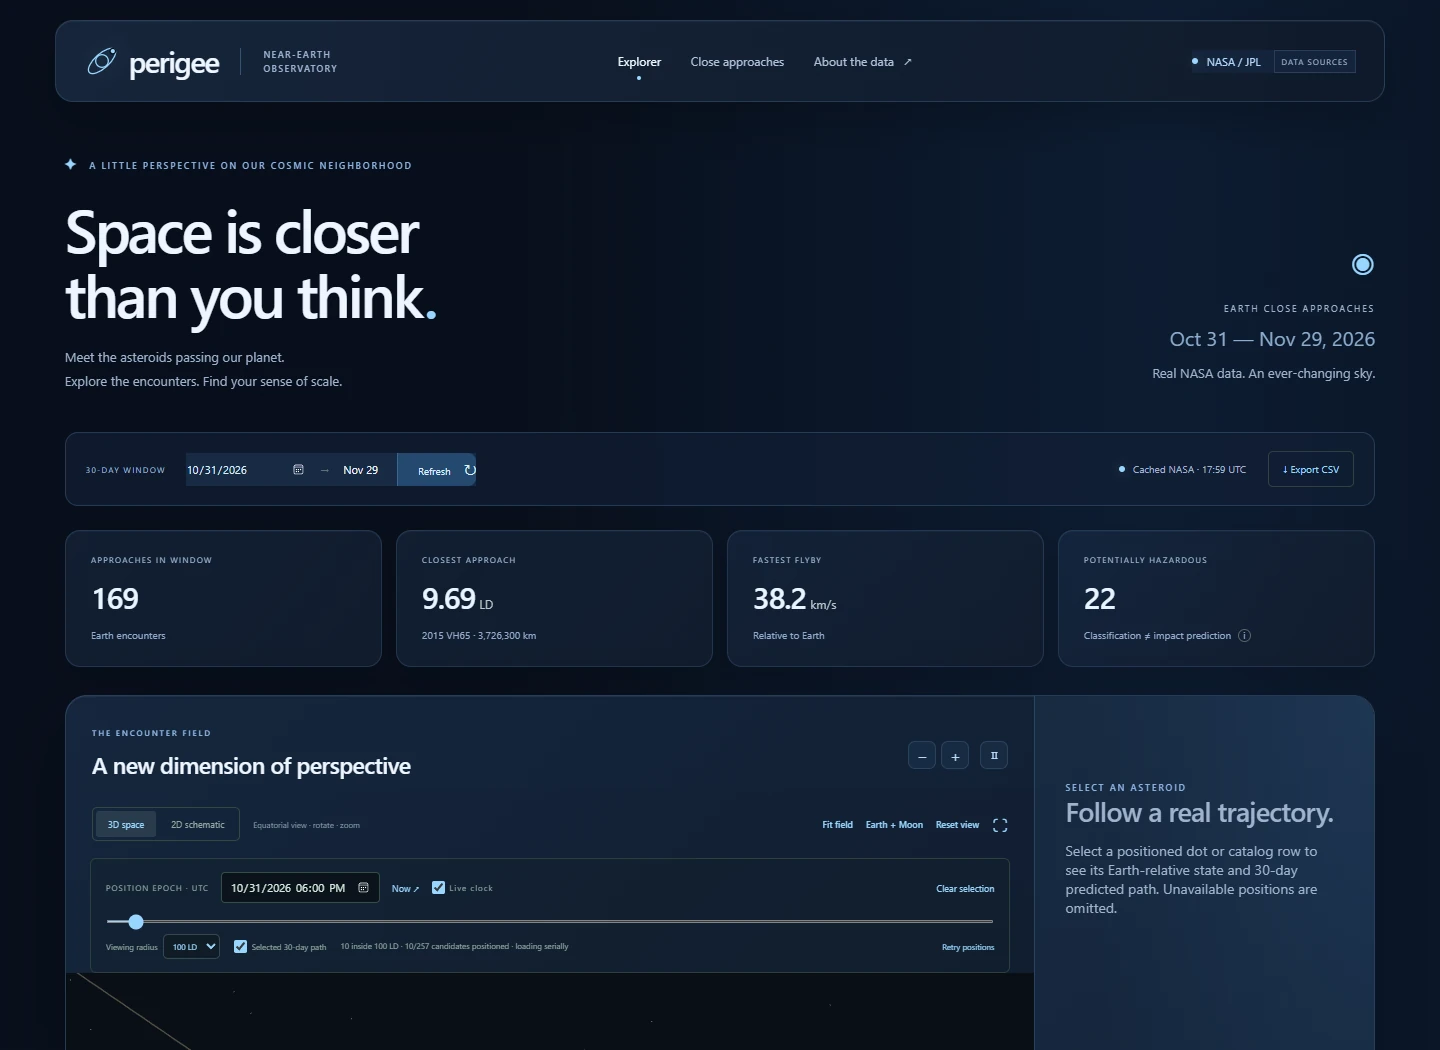 perigee
NEAR-EARTH
OBSERVATORY
Explorer
Close approaches
About the data ↗
NASA / JPL
DATA SOURCES
A LITTLE PERSPECTIVE ON OUR COSMIC NEIGHBORHOOD
Space is closer
than you think.
Meet the asteroids passing our planet.
Explore the encounters. Find your sense of scale.
EARTH CLOSE APPROACHES
Oct 31 — Nov 29, 2026
Real NASA data. An ever-changing sky.
30-DAY WINDOW
10/31/2026
→
Nov 29
Refresh ↻
Cached NASA · 17:59 UTC
↓ Export CSV
APPROACHES IN WINDOW
169
Earth encounters
CLOSEST APPROACH
9.69 LD
2015 VH65 · 3,726,300 km
FASTEST FLYBY
38.2 km/s
Relative to Earth
POTENTIALLY HAZARDOUS
22
Classification ≠ impact prediction ⓘ
THE ENCOUNTER FIELD
A new dimension of perspective
−
+
3D space
2D schematic
Equatorial view · rotate · zoom
Fit field
Earth + Moon
Reset view
POSITION EPOCH · UTC
10/31/2026 06:00 PM
Now ↗
Live clock
Clear selection
Viewing radius
100 LD
Selected 30-day path
10 inside 100 LD · 10/257 candidates positioned · loading serially
Retry positions
SELECT AN ASTEROID
Follow a real trajectory.
Select a positioned dot or catalog row to
see its Earth-relative state and 30-day
predicted path. Unavailable positions are
omitted.